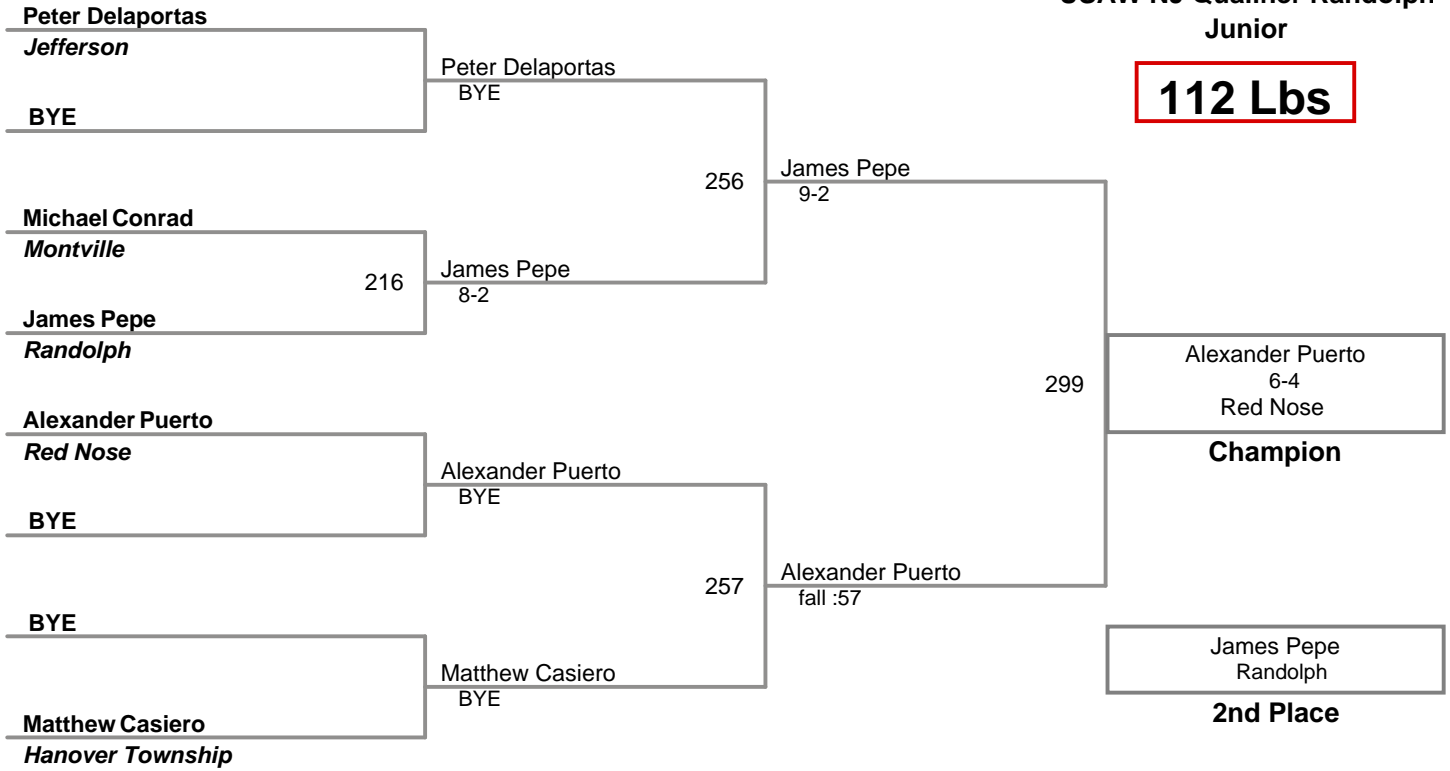 Junior
112 Lbs
Peter Delaportas
Jefferson
BYE
Michael Conrad
Montville
James Pepe
Randolph
Alexander Puerto
Red Nose
BYE
BYE
Matthew Casiero
Hanover Township
Peter Delaportas
BYE
216
James Pepe
8-2
Alexander Puerto
BYE
Matthew Casiero
BYE
256
James Pepe
9-2
257
Alexander Puerto
fall :57
299
Alexander Puerto
6-4
Red Nose
Champion
James Pepe
Randolph
2nd Place